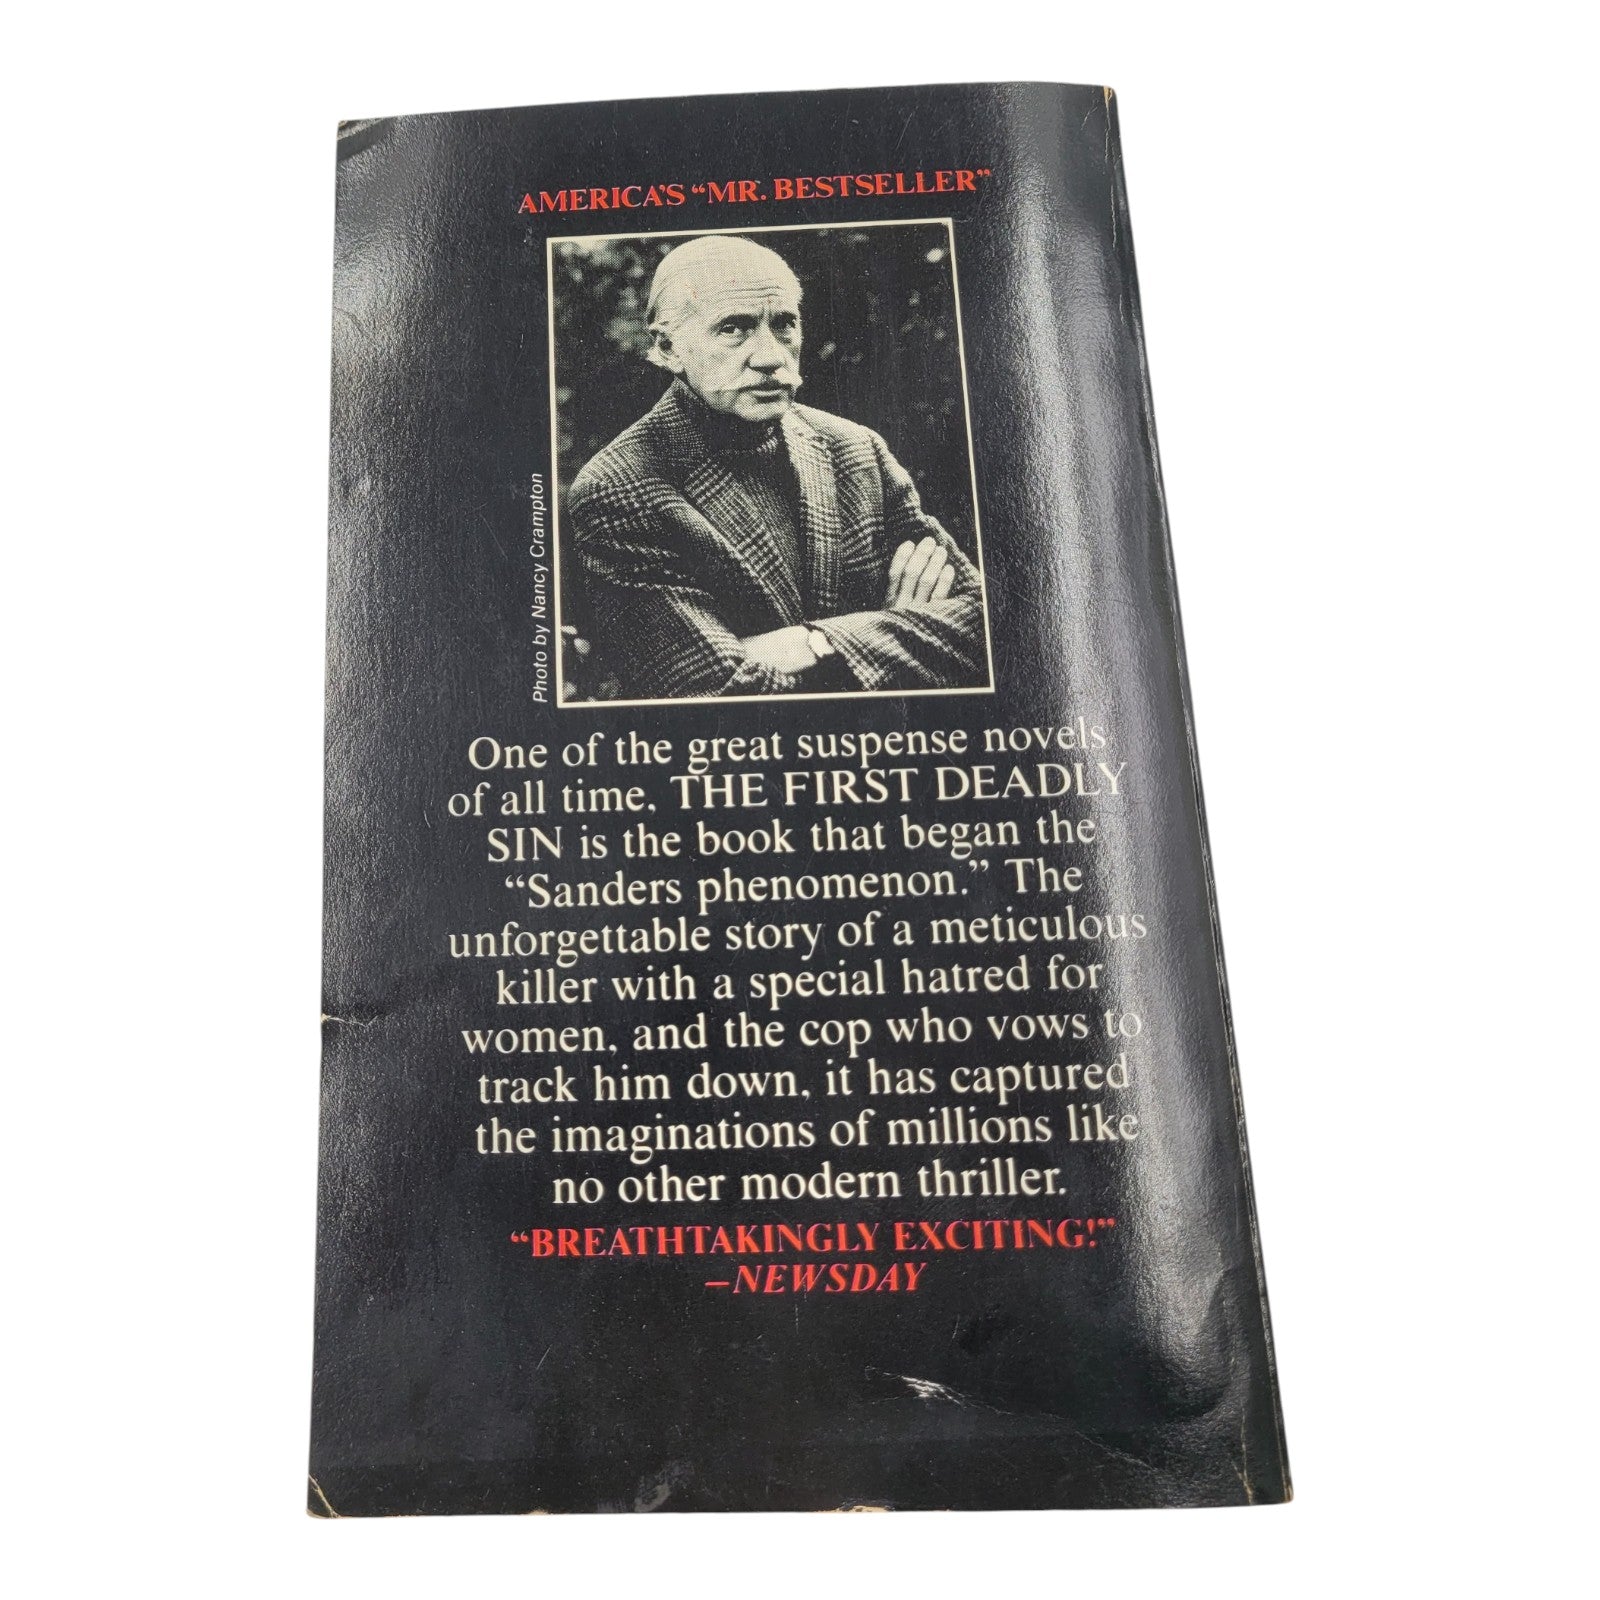 AMERICA'S “MR. BESTSELLER”
Photo by Nancy Crampton
One of the great suspense novels
of all time, THE FIRST DEADLY
SIN is the book that began the
“Sanders phenomenon.” The
unforgettable story of a meticulous
killer with a special hatred for
women, and the cop who vows to
track him down, it has captured
the imaginations of millions like
no other modern thriller.
“BREATHTAKINGLY EXCITING!”
—NEWSDAY